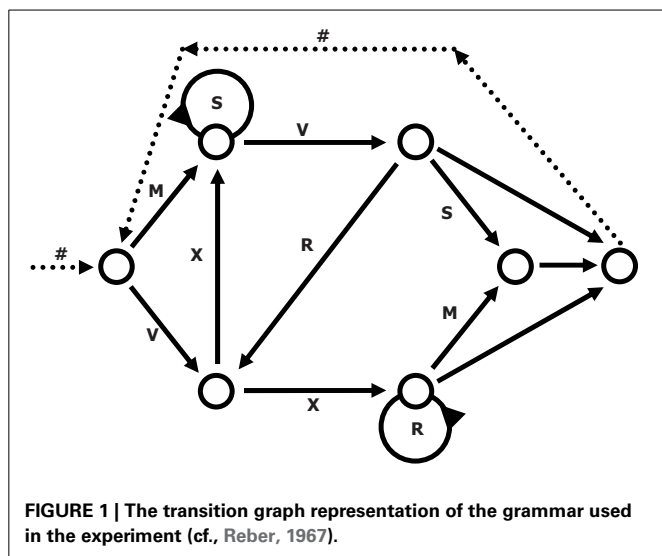 #
S
V
M
#
X
R
S
V
M
X
R
FIGURE 1 | The transition graph representation of the grammar used
in the experiment (cf., Reber, 1967).